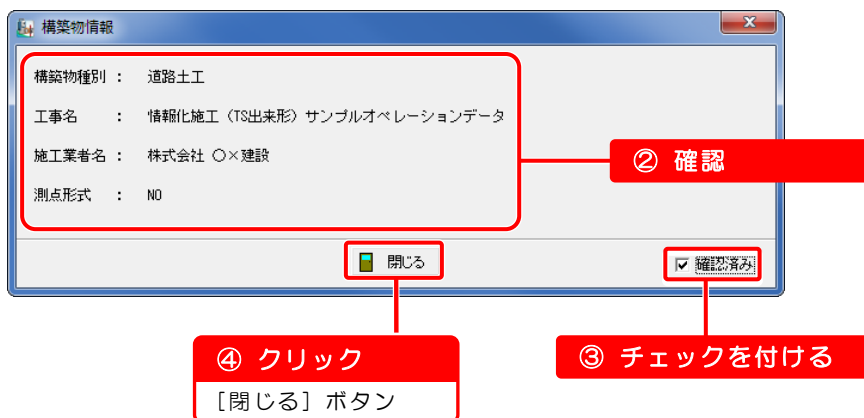 構築物情報
構築物種別 : 道路土工
工事名 : 情報化施工（TS出来形）サンプルオペレーションデータ
施工業者名 : 株式会社 ○×建設
測点形式 : NO
② 確認
閉じる
確認済み
④ クリック
［閉じる］ボタン
③ チェックを付ける